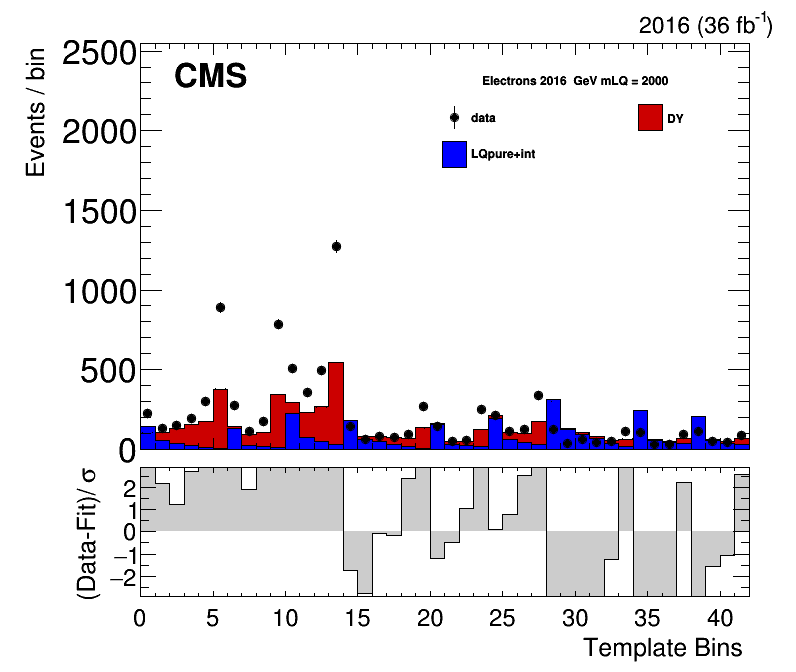 2016 (36 fb-1)
Events / bin
2500
2000
1500
1000
500
0
CMS
Electrons 2016  GeV mLQ = 2000
data
DY
LQpure+int
(Data-Fit)/ σ
2
1
0
−1
−2
0 5 10 15 20 25 30 35 40
Template Bins